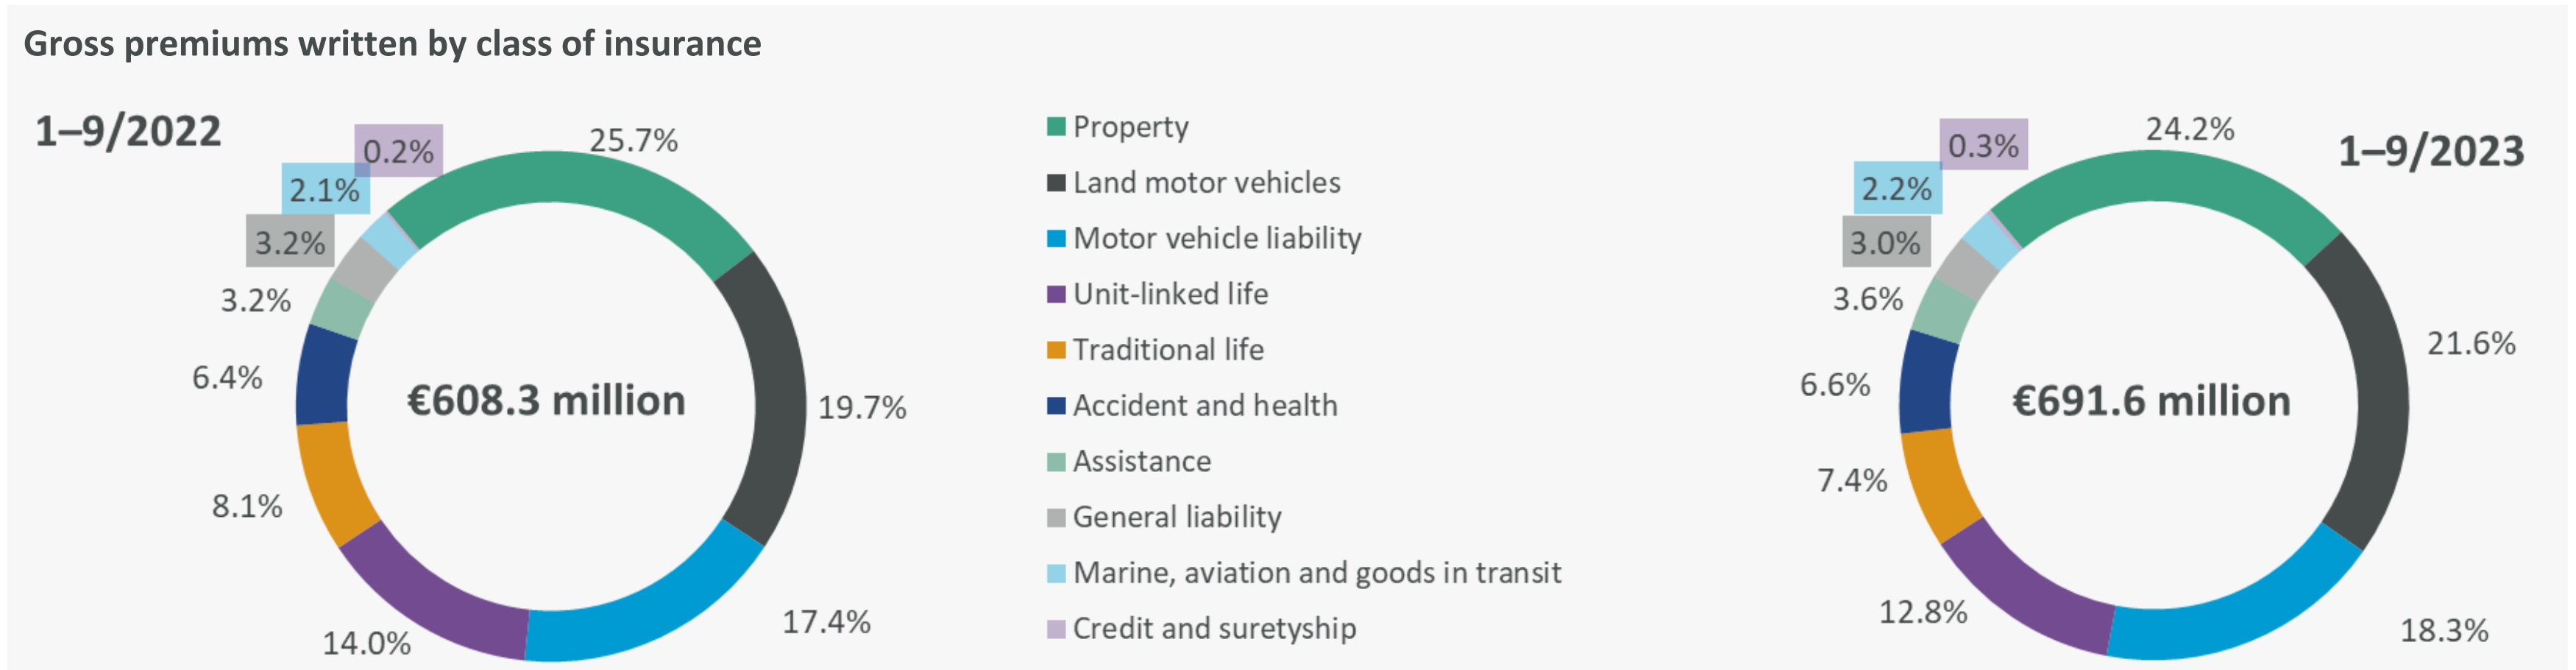 Gross premiums written by class of insurance
1–9/2022
0.2%
25.7%
2.1%
3.2%
3.2%
6.4%
8.1%
14.0%
17.4%
19.7%
€608.3 million
Property
Land motor vehicles
Motor vehicle liability
Unit-linked life
Traditional life
Accident and health
Assistance
General liability
Marine, aviation and goods in transit
Credit and suretyship
1–9/2023
0.3%
24.2%
2.2%
3.0%
3.6%
6.6%
7.4%
12.8%
18.3%
21.6%
€691.6 million